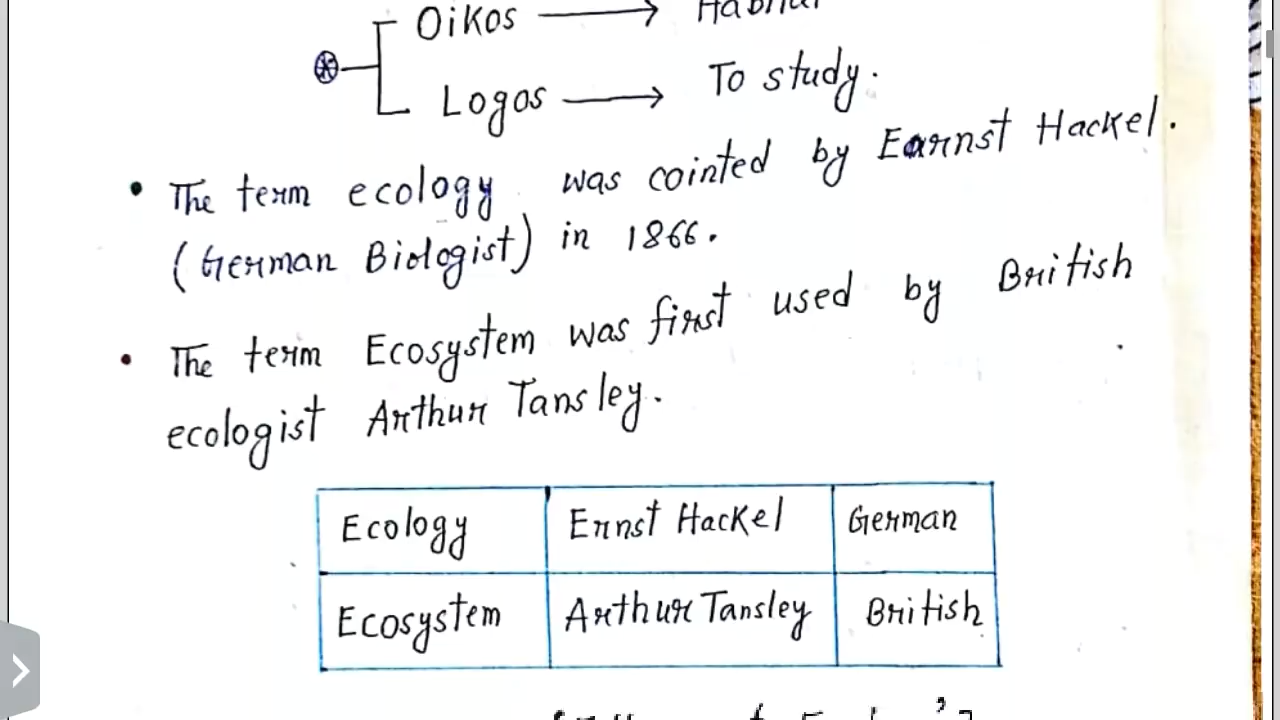 Oikos → Habitat
Logos → To study.
• The term ecology was cointed by Earnst Hackel.
(German Biologist) in 1866.
• The term Ecosystem was first used by British
ecologist Arthur Tansley.
Ecology Ernst Hackel German
Ecosystem Arthur Tansley British